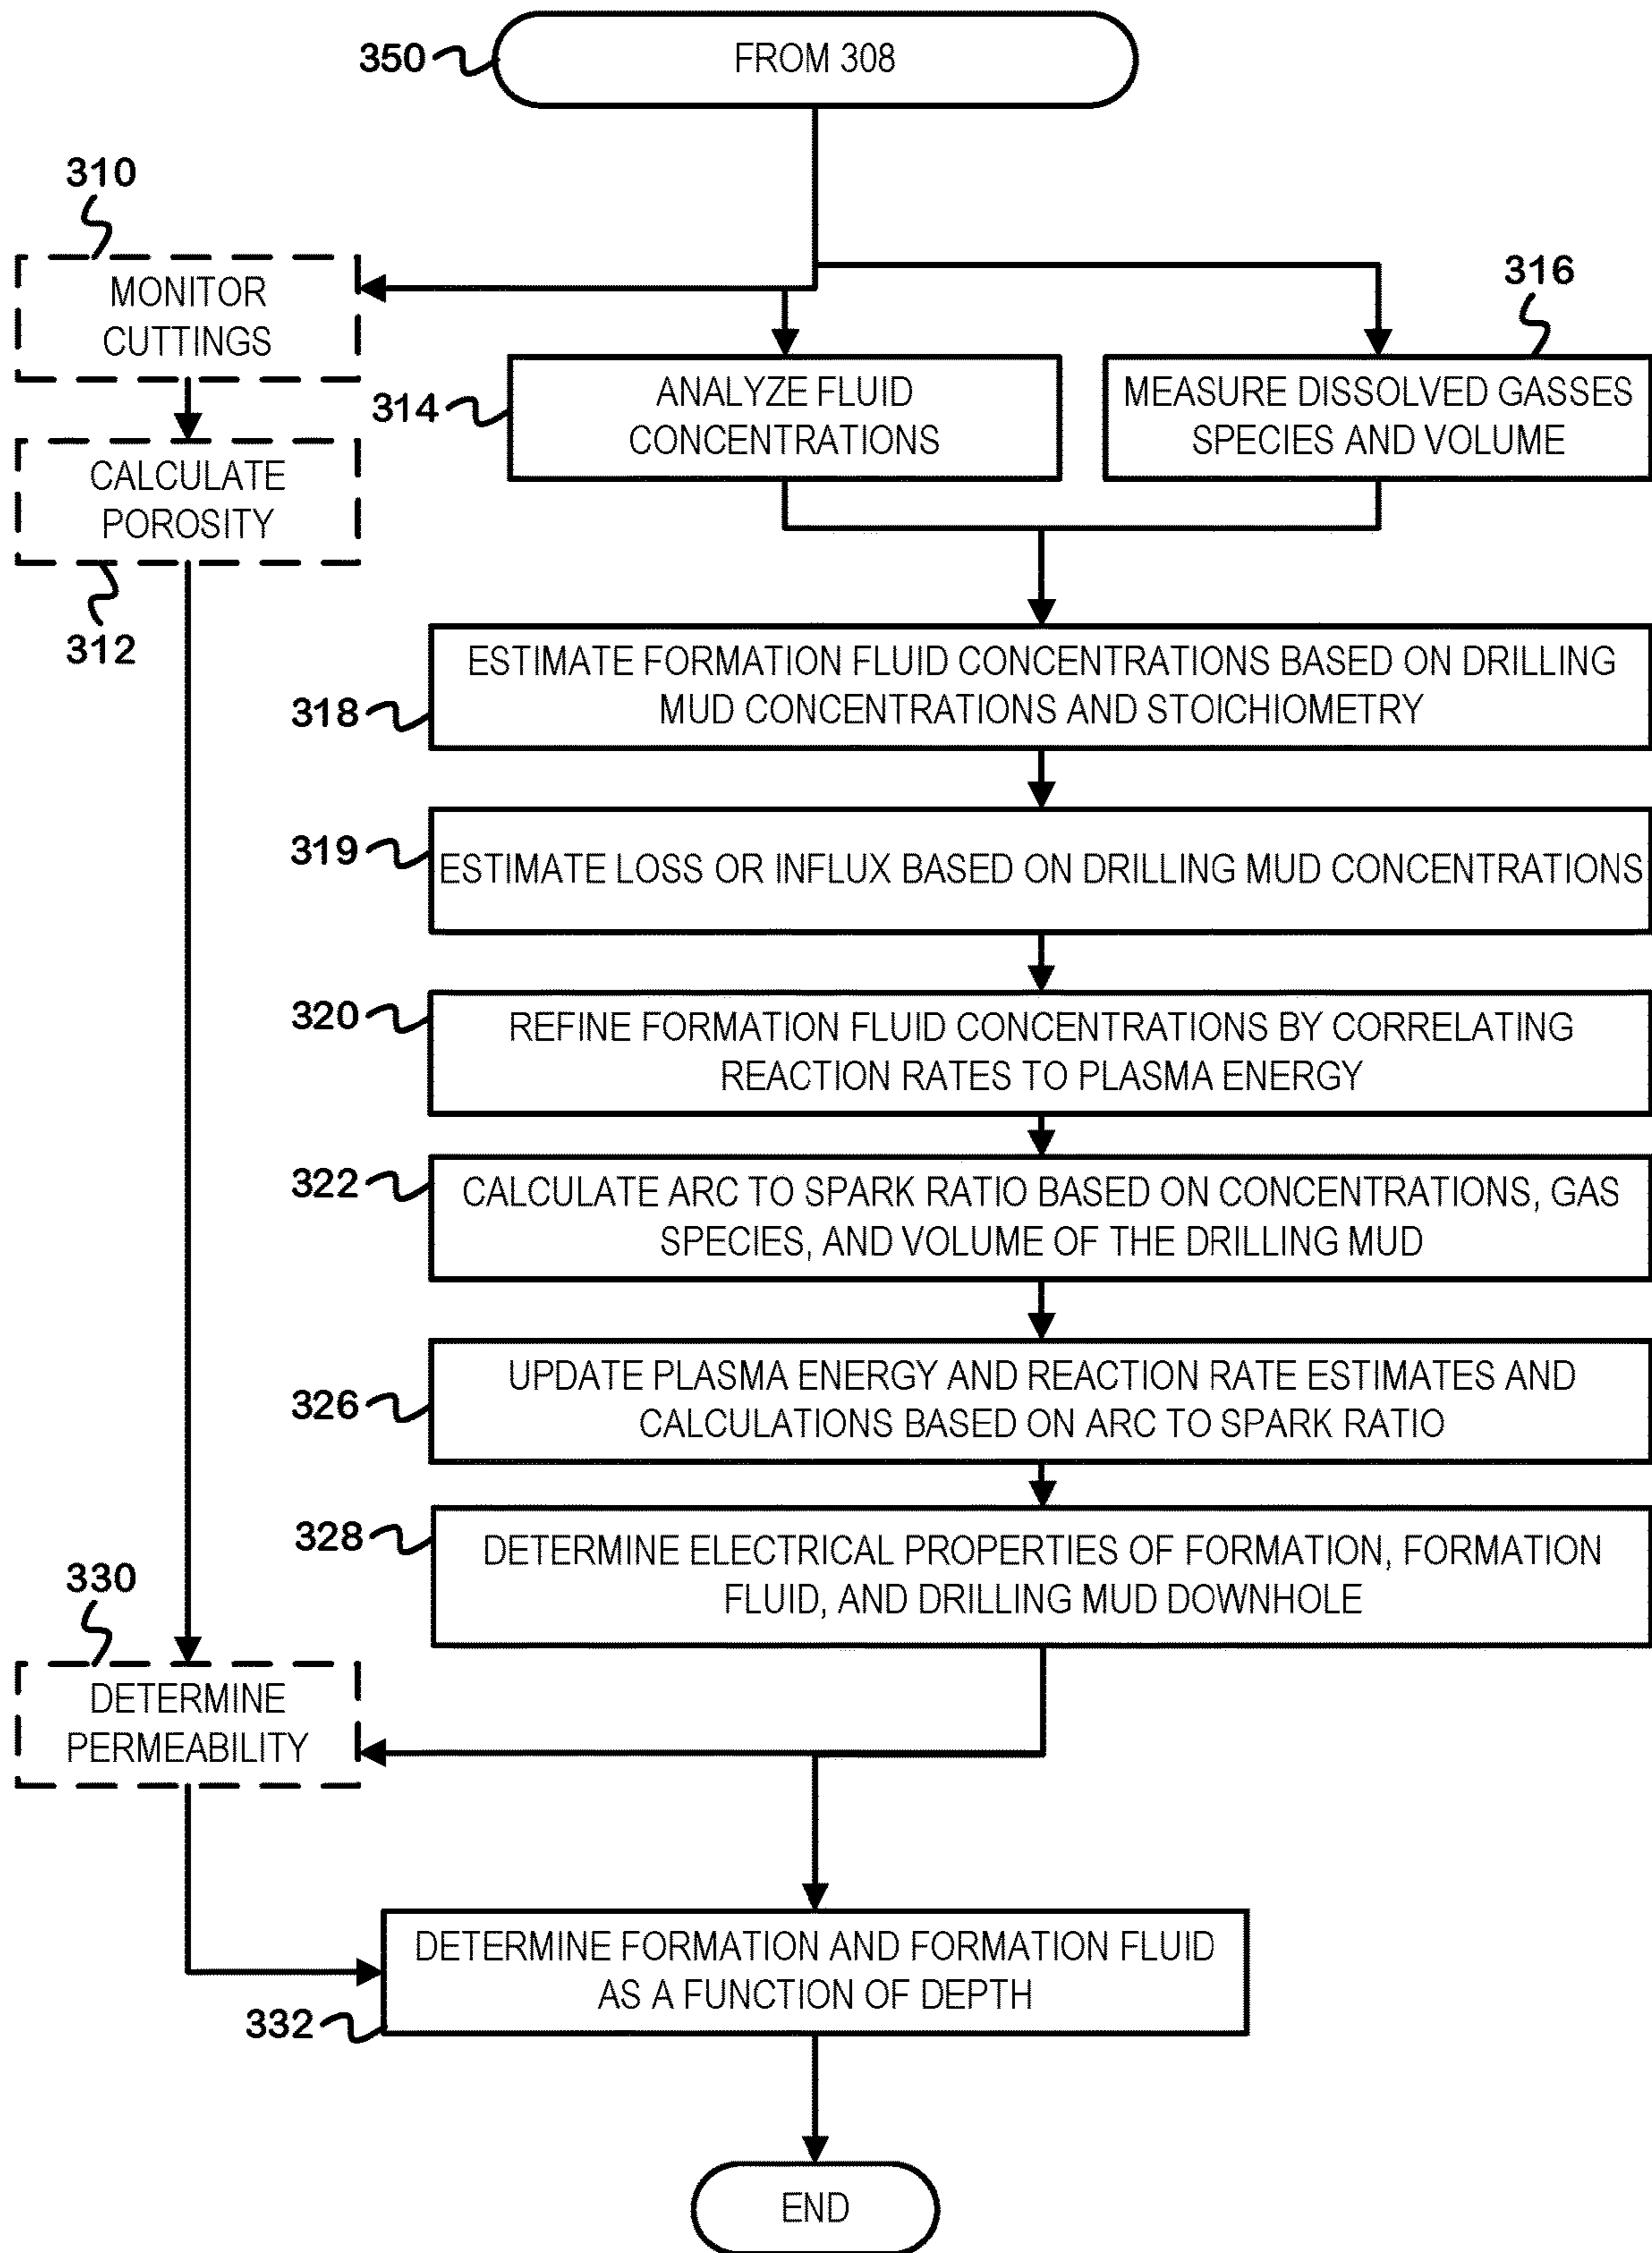 350
FROM 308
310
MONITOR
CUTTINGS
316
314
ANALYZE FLUID
CONCENTRATIONS
MEASURE DISSOLVED GASSES
SPECIES AND VOLUME
CALCULATE
POROSITY
312
318
ESTIMATE FORMATION FLUID CONCENTRATIONS BASED ON DRILLING
MUD CONCENTRATIONS AND STOICHIOMETRY
319
ESTIMATE LOSS OR INFLUX BASED ON DRILLING MUD CONCENTRATIONS
320
REFINE FORMATION FLUID CONCENTRATIONS BY CORRELATING
REACTION RATES TO PLASMA ENERGY
322
CALCULATE ARC TO SPARK RATIO BASED ON CONCENTRATIONS, GAS
SPECIES, AND VOLUME OF THE DRILLING MUD
326
UPDATE PLASMA ENERGY AND REACTION RATE ESTIMATES AND
CALCULATIONS BASED ON ARC TO SPARK RATIO
328
DETERMINE ELECTRICAL PROPERTIES OF FORMATION, FORMATION
FLUID, AND DRILLING MUD DOWNHOLE
330
DETERMINE
PERMEABILITY
DETERMINE FORMATION AND FORMATION FLUID
AS A FUNCTION OF DEPTH
332
END